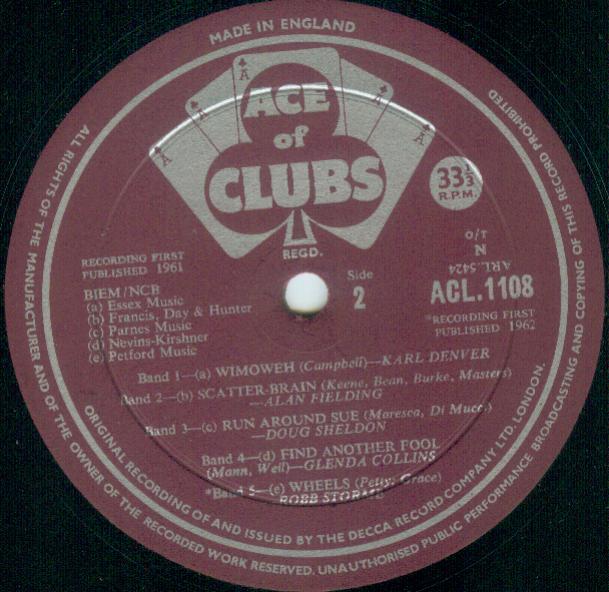 MADE IN ENGLAND
ALL RIGHTS OF THE MANUFACTURER AND OF THE OWNER OF THE RECORDED WORK RESERVED. UNAUTHORISED PUBLIC PERFORMANCE BROADCASTING AND COPYING OF THIS RECORD PROHIBITED
A
A
A
A
ACE
of
CLUBS
REGD.
33⅓
R.P.M.
RECORDING FIRST
PUBLISHED 1961
BIEM/NCB
(a) Essex Music
(b) Francis, Day & Hunter
(c) Parnes Music
(d) Nevins-Kirshner
(e) Petford Music
Side
2
T/O
N
ARL.5424
ACL.1108
*RECORDING FIRST
PUBLISHED 1962
Band 1—(a) WIMOWEH (Campbell)—KARL DENVER
Band 2—(b) SCATTER-BRAIN (Keene, Bean, Burke, Masters)
—ALAN FIELDING
Band 3—(c) RUN AROUND SUE (Maresca, Di Mucc.)
—DOUG SHELDON
Band 4—(d) FIND ANOTHER FOOL
(Mann, Weil)—GLENDA COLLINS
*Band 5—(e) WHEELS (Petty, Grace)
ROBB STORME
ORIGINAL RECORDING OF AND ISSUED BY THE DECCA RECORD COMPANY LTD. LONDON.